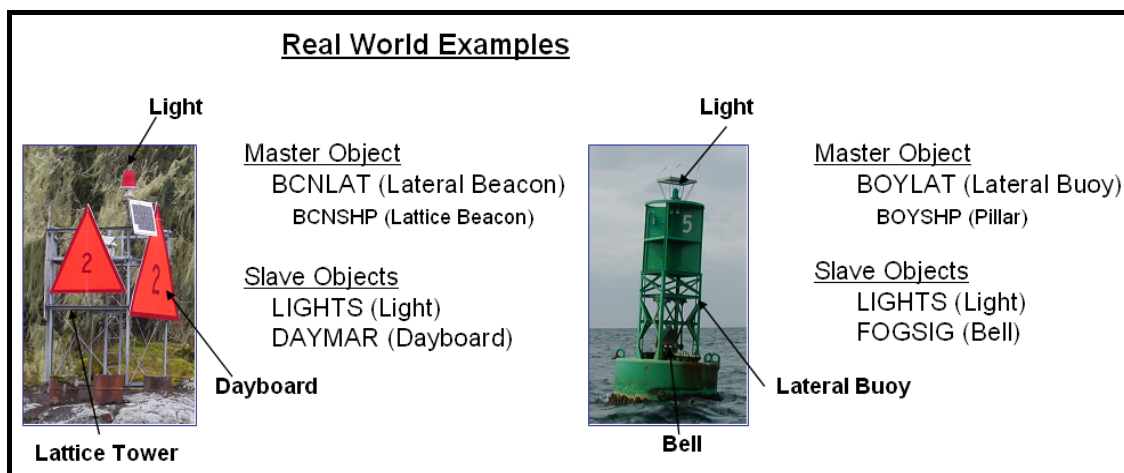 Real World Examples
Light
Master Object
BCNLAT (Lateral Beacon)
BCNSHP (Lattice Beacon)
Slave Objects
LIGHTS (Light)
DAYMAR (Dayboard)
2
2
Dayboard
Lattice Tower
Light
Master Object
BOYLAT (Lateral Buoy)
BOYSHP (Pillar)
Slave Objects
LIGHTS (Light)
FOGSIG (Bell)
5
Lateral Buoy
Bell